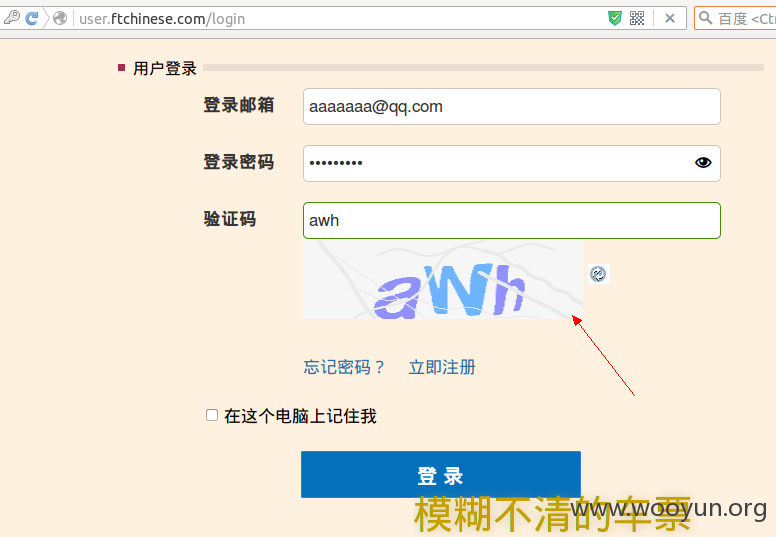 user.ftchinese.com/login
百度 <Ctr
用户登录
登录邮箱
aaaaaaa@qq.com
登录密码
•••••••••
验证码
awh
aWh
忘记密码？ 立即注册
在这个电脑上记住我
登 录
模糊不清的车票
www.wooyun.org